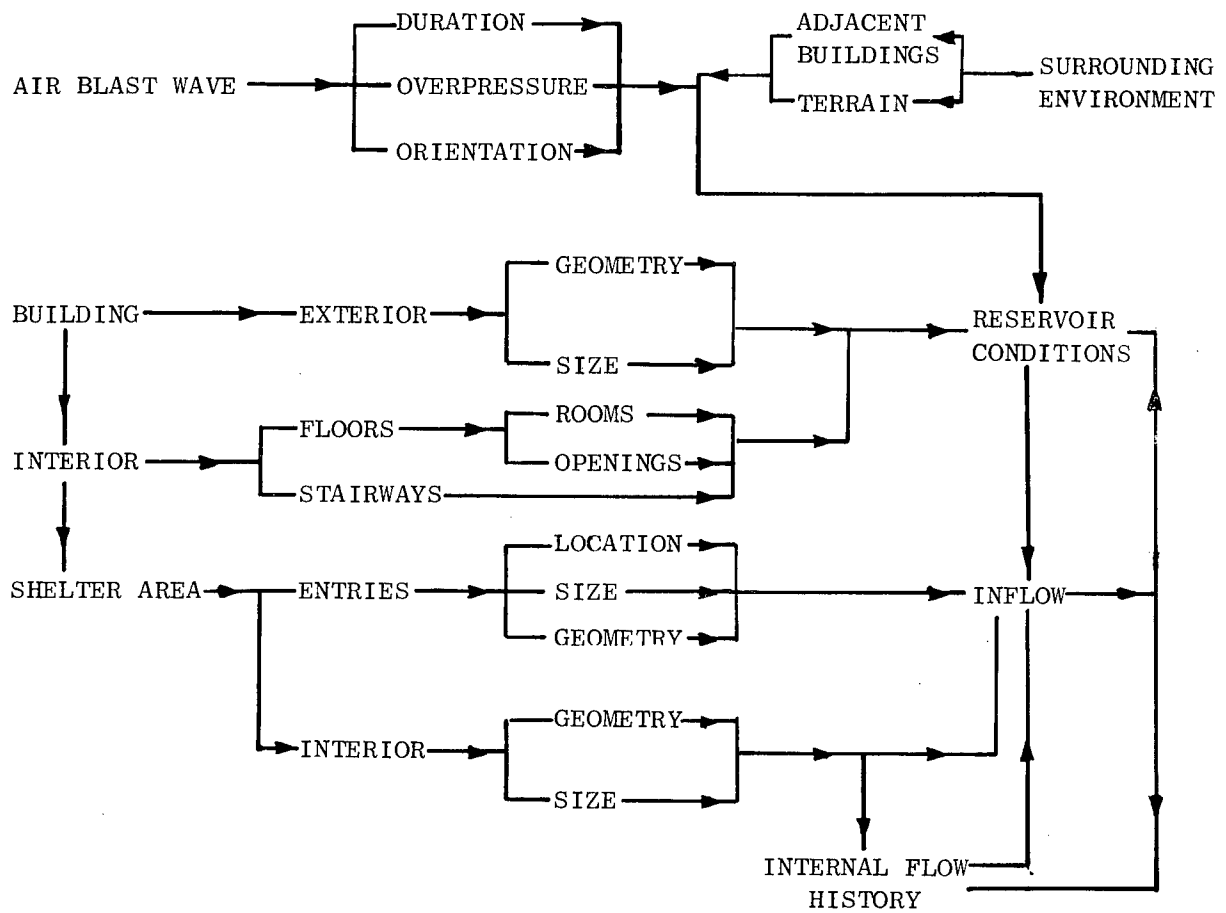 DURATION
ADJACENT
BUILDINGS
AIR BLAST WAVE
OVERPRESSURE
SURROUNDING
ENVIRONMENT
TERRAIN
ORIENTATION
GEOMETRY
BUILDING
EXTERIOR
RESERVOIR
CONDITIONS
SIZE
ROOMS
FLOORS
INTERIOR
OPENINGS
STAIRWAYS
LOCATION
SHELTER AREA
ENTRIES
SIZE
INFLOW
GEOMETRY
GEOMETRY
INTERIOR
SIZE
INTERNAL FLOW
HISTORY